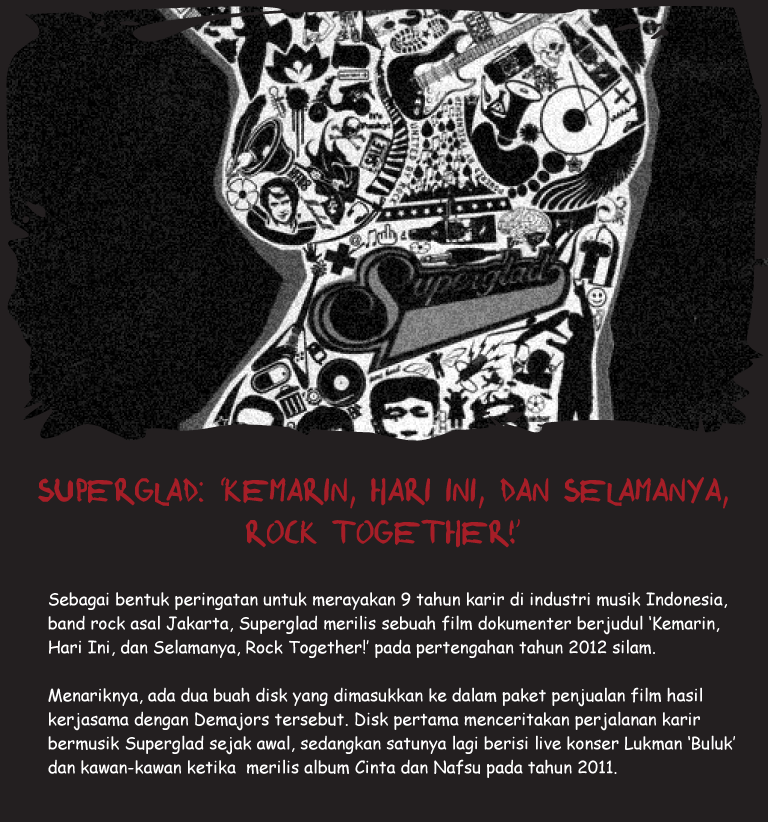 It's
Funky!
SALE
Superglad
SUPERGLAD: 'KEMARIN, HARI INI, DAN SELAMANYA,
ROCK TOGETHER!'
Sebagai bentuk peringatan untuk merayakan 9 tahun karir di industri musik Indonesia,
band rock asal Jakarta, Superglad merilis sebuah film dokumenter berjudul 'Kemarin,
Hari Ini, dan Selamanya, Rock Together!' pada pertengahan tahun 2012 silam.
Menariknya, ada dua buah disk yang dimasukkan ke dalam paket penjualan film hasil
kerjasama dengan Demajors tersebut. Disk pertama menceritakan perjalanan karir
bermusik Superglad sejak awal, sedangkan satunya lagi berisi live konser Lukman 'Buluk'
dan kawan-kawan ketika  merilis album Cinta dan Nafsu pada tahun 2011.